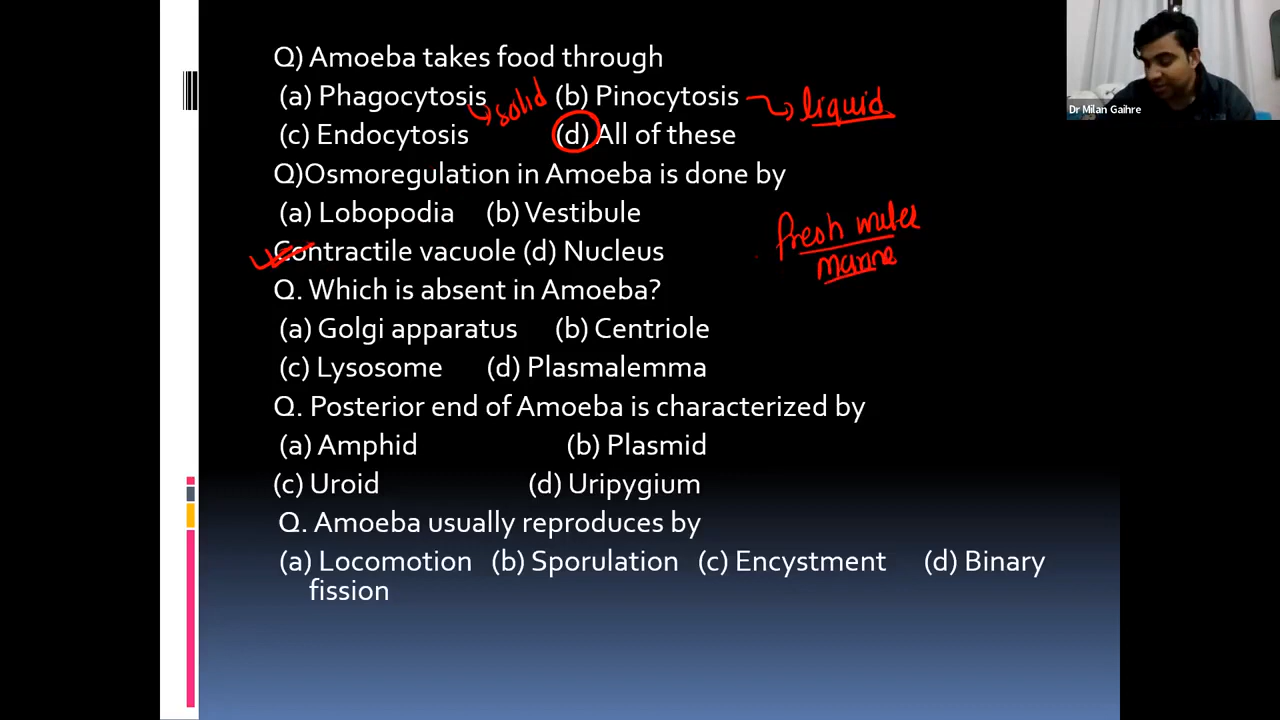 Q) Amoeba takes food through
(a) Phagocytosis (b) Pinocytosis liquid
solid
(c) Endocytosis (d) All of these
Q)Osmoregulation in Amoeba is done by
(a) Lobopodia (b) Vestibule
fresh water
Contractile vacuole (d) Nucleus
marine
Q. Which is absent in Amoeba?
(a) Golgi apparatus (b) Centriole
(c) Lysosome (d) Plasmalemma
Q. Posterior end of Amoeba is characterized by
(a) Amphid (b) Plasmid
(c) Uroid (d) Uripygium
Q. Amoeba usually reproduces by
(a) Locomotion (b) Sporulation (c) Encystment (d) Binary
fission
Dr Milan Gaihre